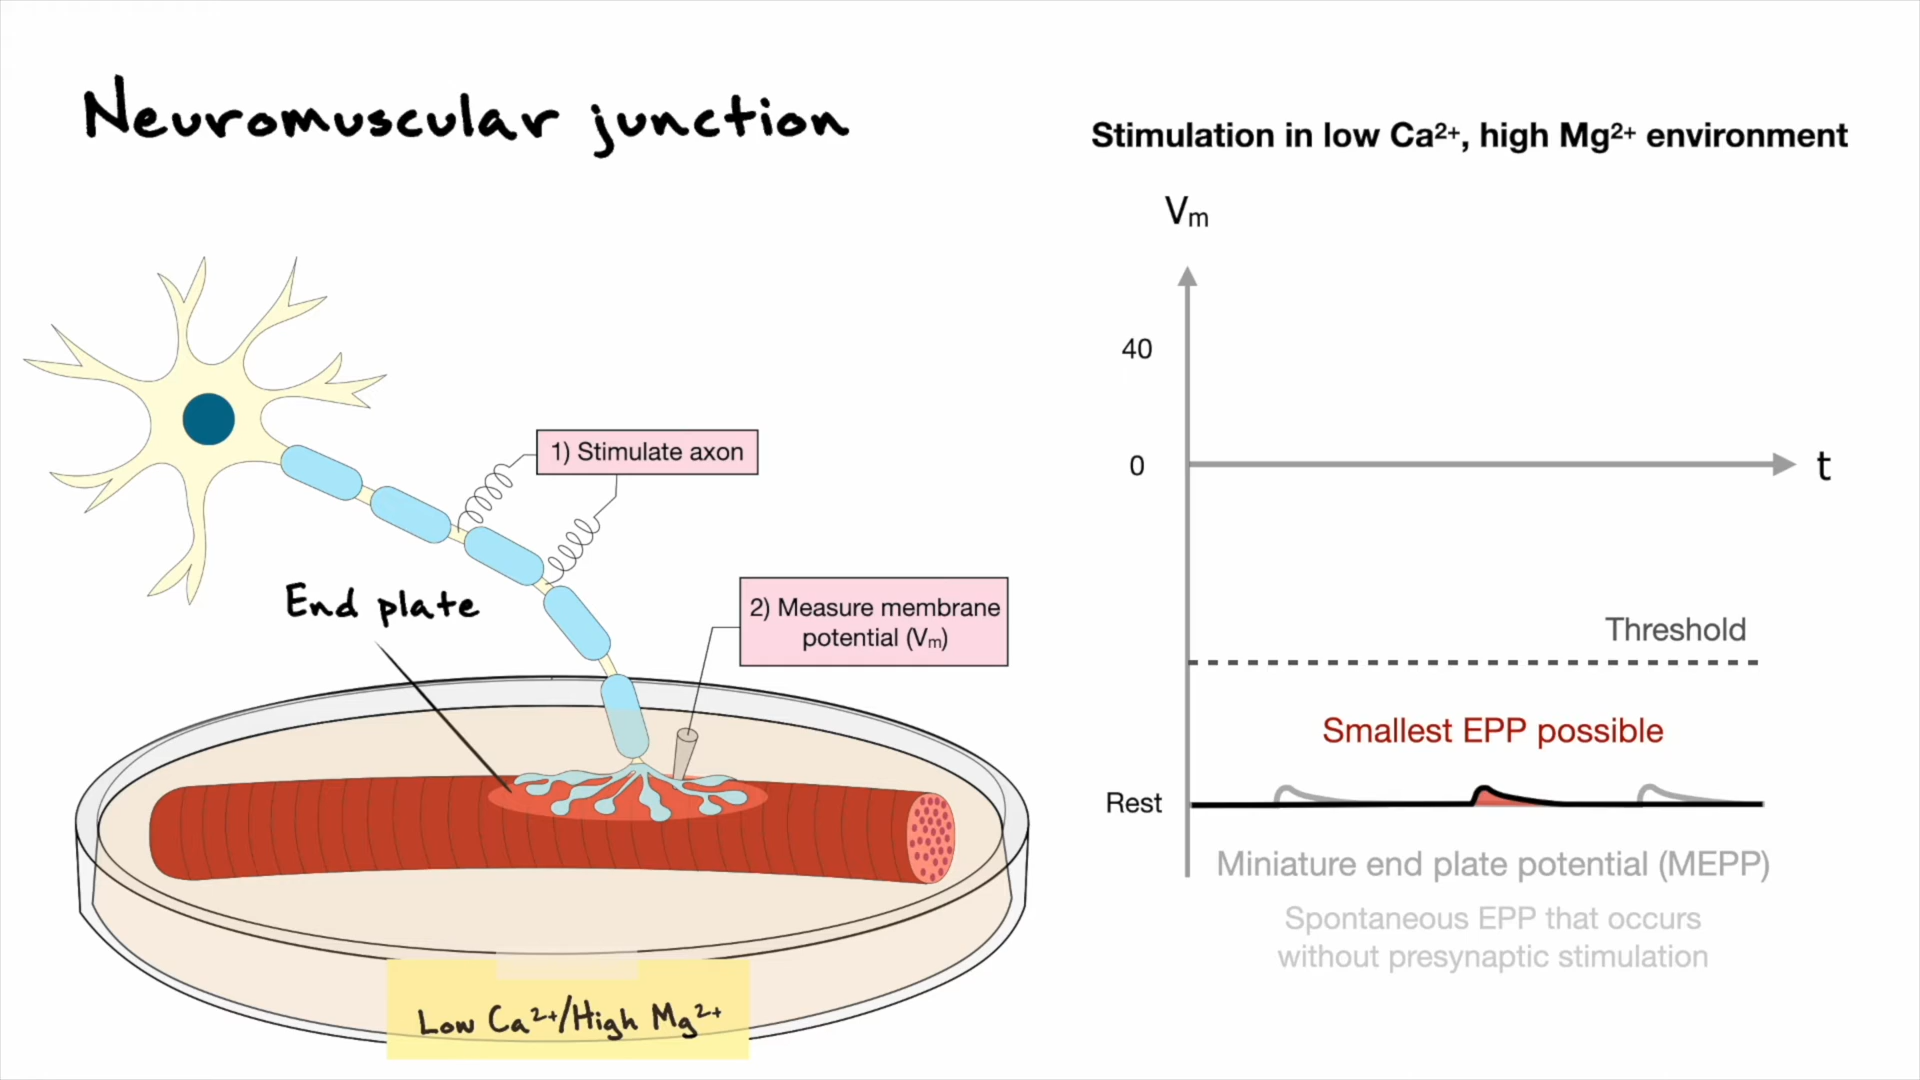 Neuromuscular junction
Stimulation in low Ca²⁺, high Mg²⁺ environment
Vₘ
40
0
t
1) Stimulate axon
End plate
2) Measure membrane
potential (Vₘ)
Threshold
Smallest EPP possible
Rest
Miniature end plate potential (MEPP)
Spontaneous EPP that occurs
without presynaptic stimulation
Low Ca²⁺/High Mg²⁺